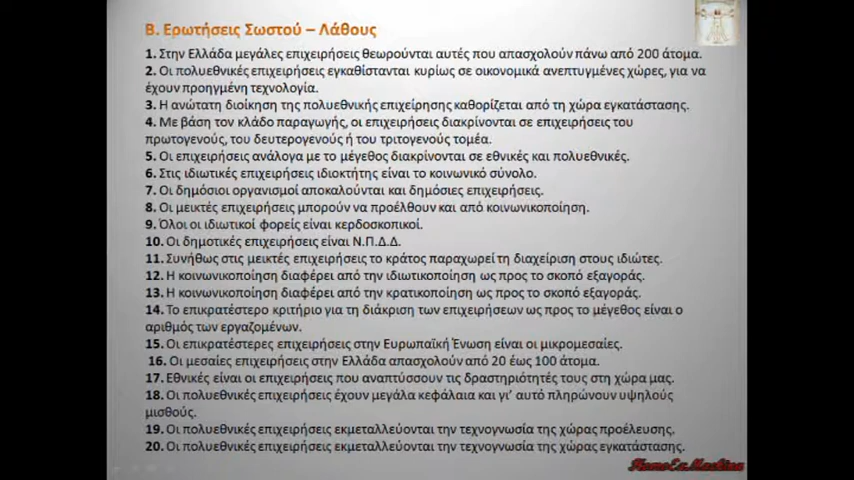 Β. Ερωτήσεις Σωστού – Λάθους
1. Στην Ελλάδα μεγάλες επιχειρήσεις θεωρούνται αυτές που απασχολούν πάνω από 200 άτομα.
2. Οι πολυεθνικές επιχειρήσεις εγκαθίστανται κυρίως σε οικονομικά ανεπτυγμένες χώρες, για να
έχουν προηγμένη τεχνολογία.
3. Η ανώτατη διοίκηση της πολυεθνικής επιχείρησης καθορίζεται από τη χώρα εγκατάστασης.
4. Με βάση τον κλάδο παραγωγής, οι επιχειρήσεις διακρίνονται σε επιχειρήσεις του
πρωτογενούς, του δευτερογενούς ή του τριτογενούς τομέα.
5. Οι επιχειρήσεις ανάλογα με το μέγεθος διακρίνονται σε εθνικές και πολυεθνικές.
6. Στις ιδιωτικές επιχειρήσεις ιδιοκτήτης είναι το κοινωνικό σύνολο.
7. Οι δημόσιοι οργανισμοί αποκαλούνται και δημόσιες επιχειρήσεις.
8. Οι μεικτές επιχειρήσεις μπορούν να προέλθουν και από κοινωνικοποίηση.
9. Όλοι οι ιδιωτικοί φορείς είναι κερδοσκοπικοί.
10. Οι δημοτικές επιχειρήσεις είναι Ν.Π.Δ.Δ.
11. Συνήθως στις μεικτές επιχειρήσεις το κράτος παραχωρεί τη διαχείριση στους ιδιώτες.
12. Η κοινωνικοποίηση διαφέρει από την ιδιωτικοποίηση ως προς το σκοπό εξαγοράς.
13. Η κοινωνικοποίηση διαφέρει από την κρατικοποίηση ως προς το σκοπό εξαγοράς.
14. Το επικρατέστερο κριτήριο για τη διάκριση των επιχειρήσεων ως προς το μέγεθος είναι ο
αριθμός των εργαζομένων.
15. Οι επικρατέστερες επιχειρήσεις στην Ευρωπαϊκή Ένωση είναι οι μικρομεσαίες.
16. Οι μεσαίες επιχειρήσεις στην Ελλάδα απασχολούν από 20 έως 100 άτομα.
17. Εθνικές είναι οι επιχειρήσεις που αναπτύσσουν τις δραστηριότητές τους στη χώρα μας.
18. Οι πολυεθνικές επιχειρήσεις έχουν μεγάλα κεφάλαια και γι’ αυτό πληρώνουν υψηλούς
μισθούς.
19. Οι πολυεθνικές επιχειρήσεις εκμεταλλεύονται την τεχνογνωσία της χώρας προέλευσης.
20. Οι πολυεθνικές επιχειρήσεις εκμεταλλεύονται την τεχνογνωσία της χώρας εγκατάστασης.
HomoExMachina